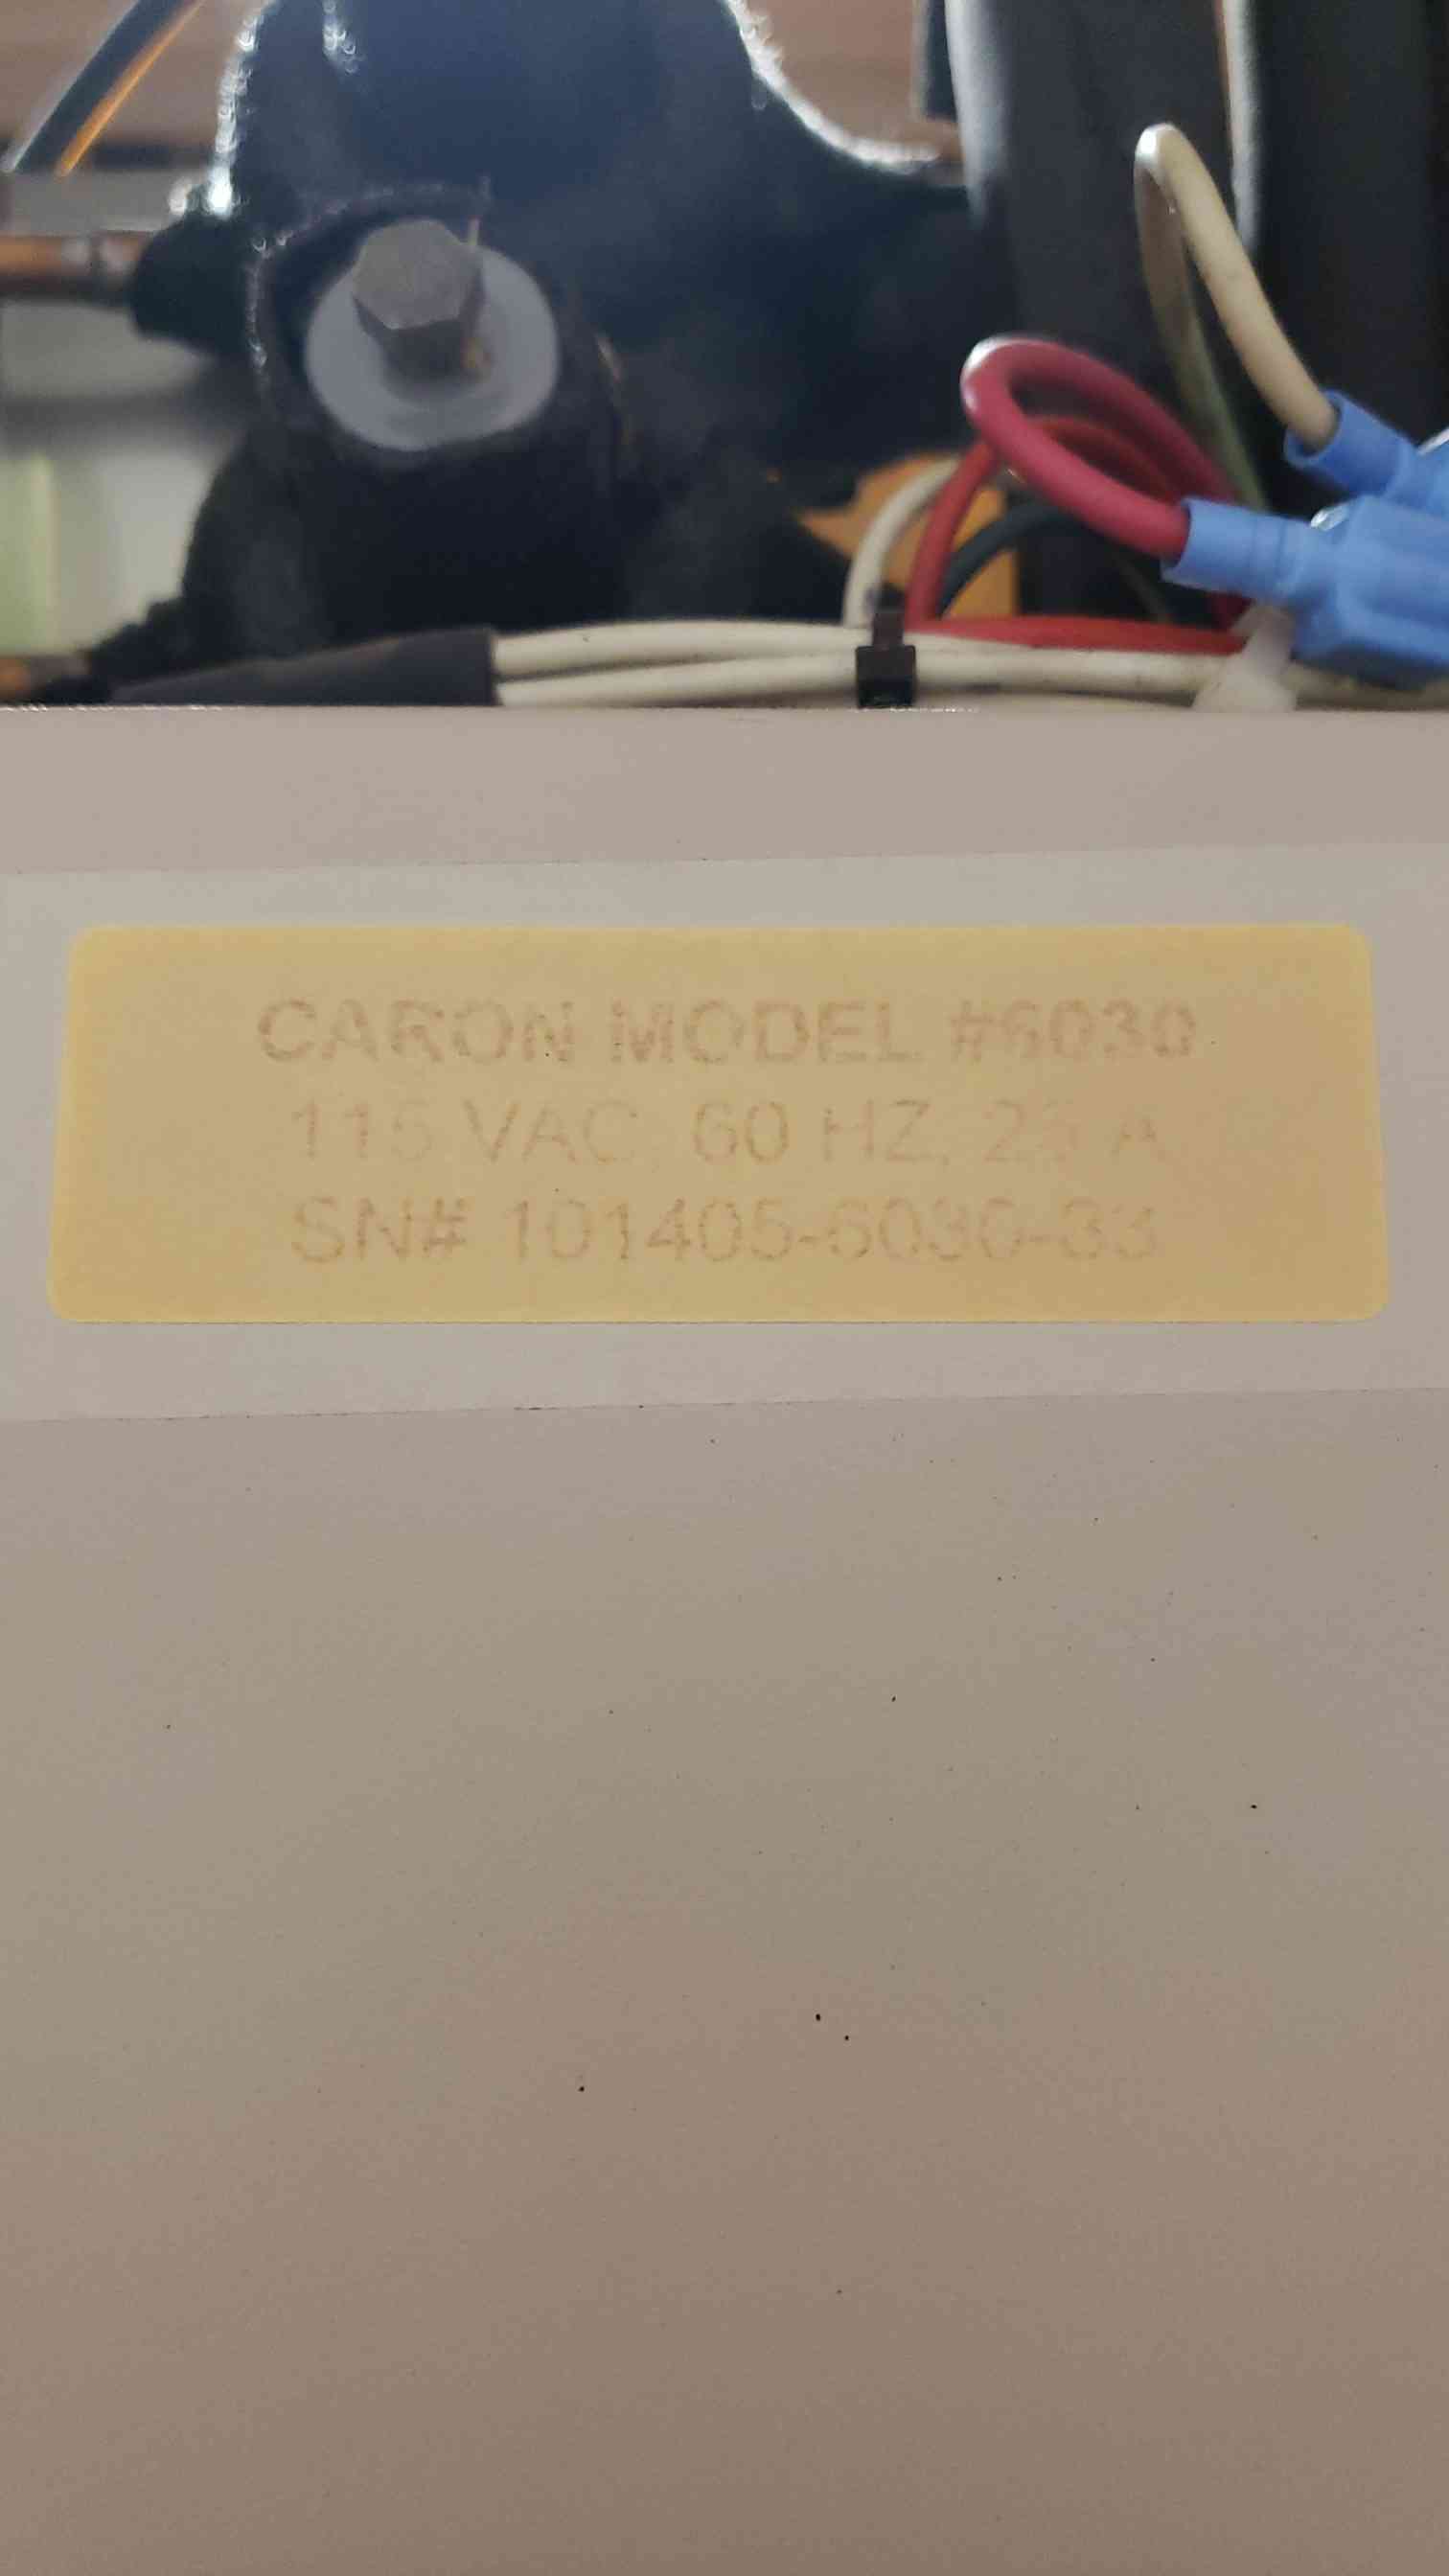 CARON MODEL #6030
115 VAC, 60 HZ, A
SN# 101405-6030-33